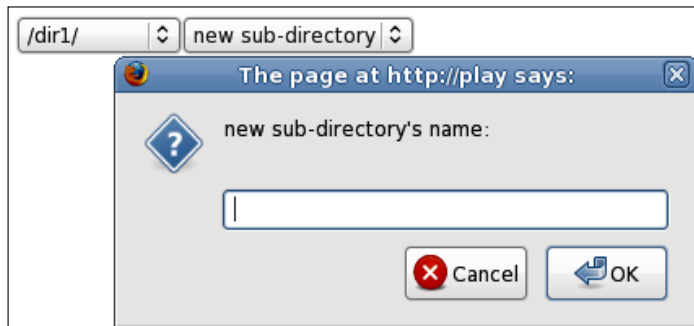 /dir1/ new sub-directory
The page at http://play says:
?
new sub-directory's name:
Cancel OK